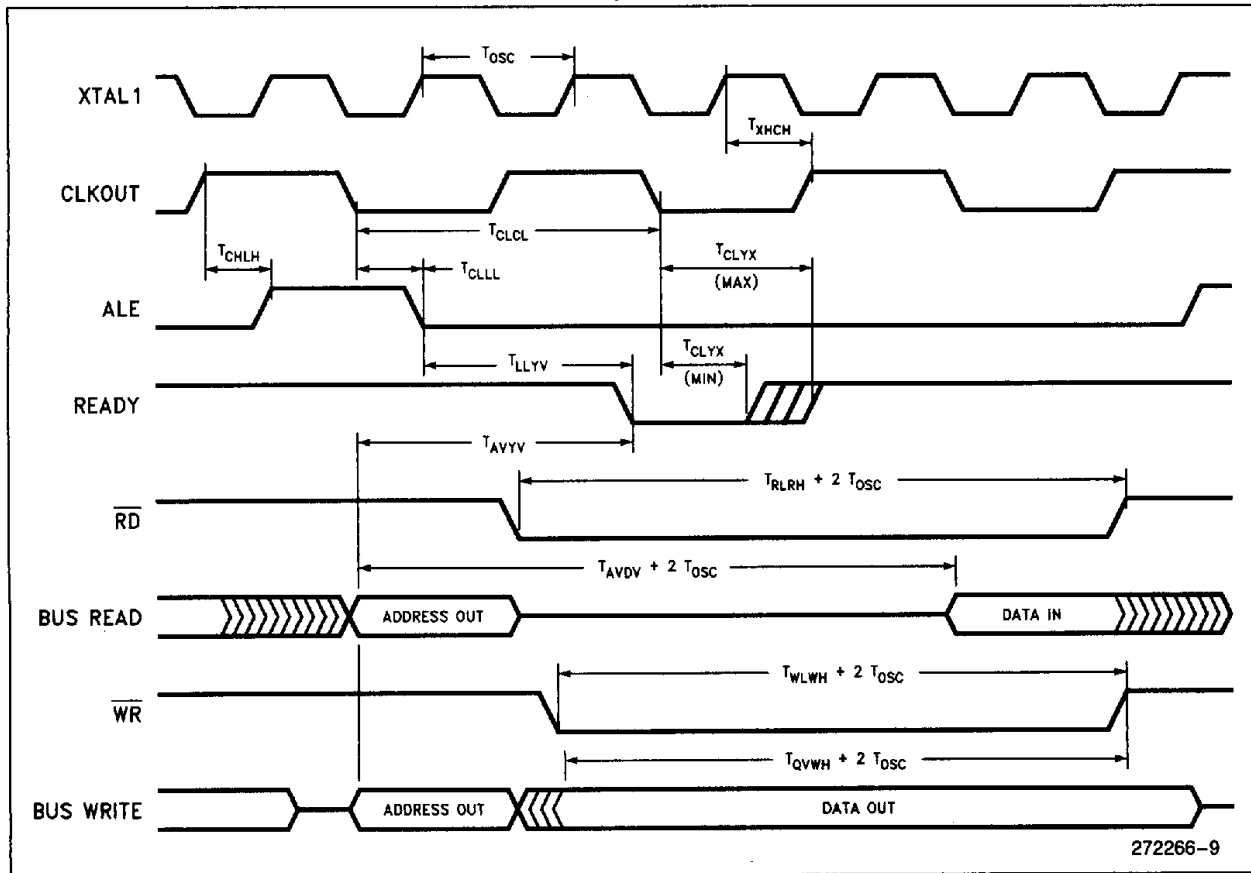 T_OSC
XTAL1
T_XHCH
CLKOUT
T_CHLH
T_CLCL
T_CLYX
(MAX)
T_CLLL
ALE
T_LLYV
T_CLYX
(MIN)
READY
T_AVYV
T_RLRH + 2 T_OSC
RD
T_AVDV + 2 T_OSC
BUS READ
ADDRESS OUT
DATA IN
T_WLWH + 2 T_OSC
WR
T_QVWH + 2 T_OSC
BUS WRITE
ADDRESS OUT
DATA OUT
272266-9